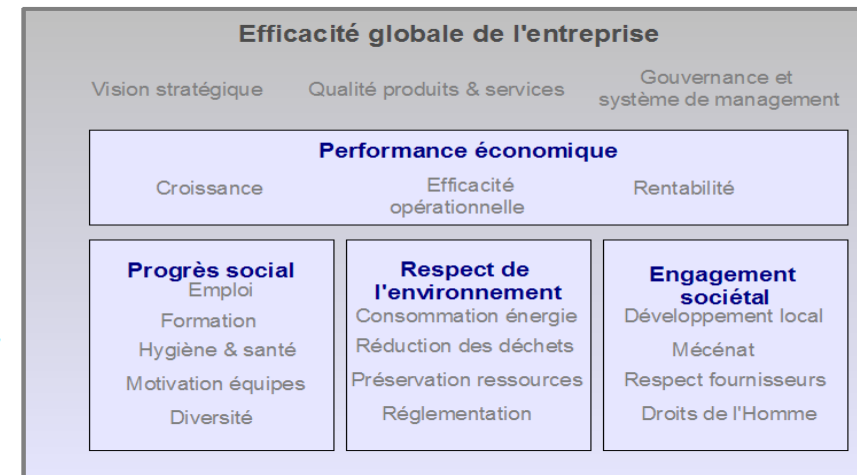 Efficacité globale de l'entreprise
Vision stratégique
Qualité produits & services
Gouvernance et
système de management
Performance économique
Croissance
Efficacité
opérationnelle
Rentabilité
Progrès social
Emploi
Formation
Hygiène & santé
Motivation équipes
Diversité
Respect de
l'environnement
Consommation énergie
Réduction des déchets
Préservation ressources
Réglementation
Engagement
sociétal
Développement local
Mécénat
Respect fournisseurs
Droits de l'Homme